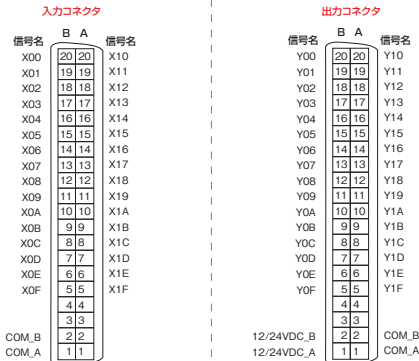 入力コネクタ
信号名 B A 信号名
X00 20 20 X10
X01 19 19 X11
X02 18 18 X12
X03 17 17 X13
X04 16 16 X14
X05 15 15 X15
X06 14 14 X16
X07 13 13 X17
X08 12 12 X18
X09 11 11 X19
X0A 10 10 X1A
X0B 9 9 X1B
X0C 8 8 X1C
X0D 7 7 X1D
X0E 6 6 X1E
X0F 5 5 X1F
4 4
3 3
COM_B 2 2
COM_A 1 1
出力コネクタ
信号名 B A 信号名
Y00 20 20 Y10
Y01 19 19 Y11
Y02 18 18 Y12
Y03 17 17 Y13
Y04 16 16 Y14
Y05 15 15 Y15
Y06 14 14 Y16
Y07 13 13 Y17
Y08 12 12 Y18
Y09 11 11 Y19
Y0A 10 10 Y1A
Y0B 9 9 Y1B
Y0C 8 8 Y1C
Y0D 7 7 Y1D
Y0E 6 6 Y1E
Y0F 5 5 Y1F
4 4
3 3
12/24VDC_B 2 2 COM_B
12/24VDC_A 1 1 COM_A